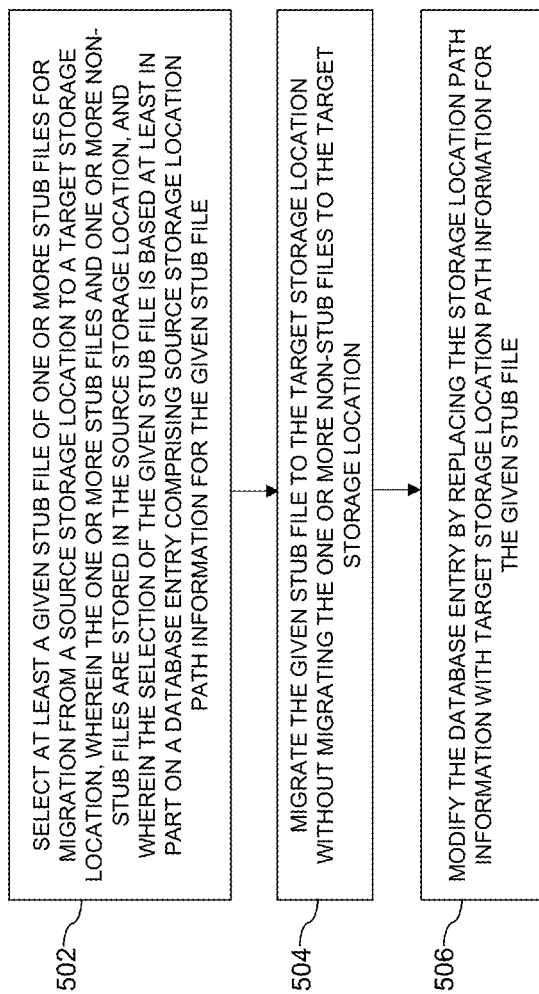 SELECT AT LEAST A GIVEN STUB FILE OF ONE OR MORE STUB FILES FOR
MIGRATION FROM A SOURCE STORAGE LOCATION TO A TARGET STORAGE
LOCATION, WHEREIN THE ONE OR MORE STUB FILES AND ONE OR MORE NON-
STUB FILES ARE STORED IN THE SOURCE STORAGE LOCATION, AND
WHEREIN THE SELECTION OF THE GIVEN STUB FILE IS BASED AT LEAST IN
PART ON A DATABASE ENTRY COMPRISING SOURCE STORAGE LOCATION
PATH INFORMATION FOR THE GIVEN STUB FILE
502
MIGRATE THE GIVEN STUB FILE TO THE TARGET STORAGE LOCATION
WITHOUT MIGRATING THE ONE OR MORE NON-STUB FILES TO THE TARGET
STORAGE LOCATION
504
MODIFY THE DATABASE ENTRY BY REPLACING THE STORAGE LOCATION PATH
INFORMATION WITH TARGET STORAGE LOCATION PATH INFORMATION FOR
THE GIVEN STUB FILE
506